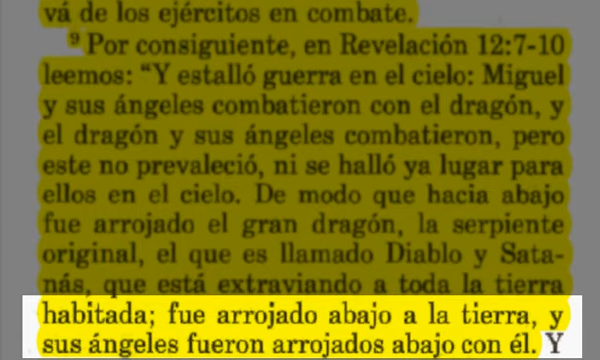 vá de los ejércitos en combate.
⁹ Por consiguiente, en Revelación 12:7-10
leemos: “Y estalló guerra en el cielo: Miguel
y sus ángeles combatieron con el dragón, y
el dragón y sus ángeles combatieron, pero
este no prevaleció, ni se halló ya lugar para
ellos en el cielo. De modo que hacia abajo
fue arrojado el gran dragón, la serpiente
original, el que es llamado Diablo y Sata-
nás, que está extraviando a toda la tierra
habitada; fue arrojado abajo a la tierra, y
sus ángeles fueron arrojados abajo con él. Y